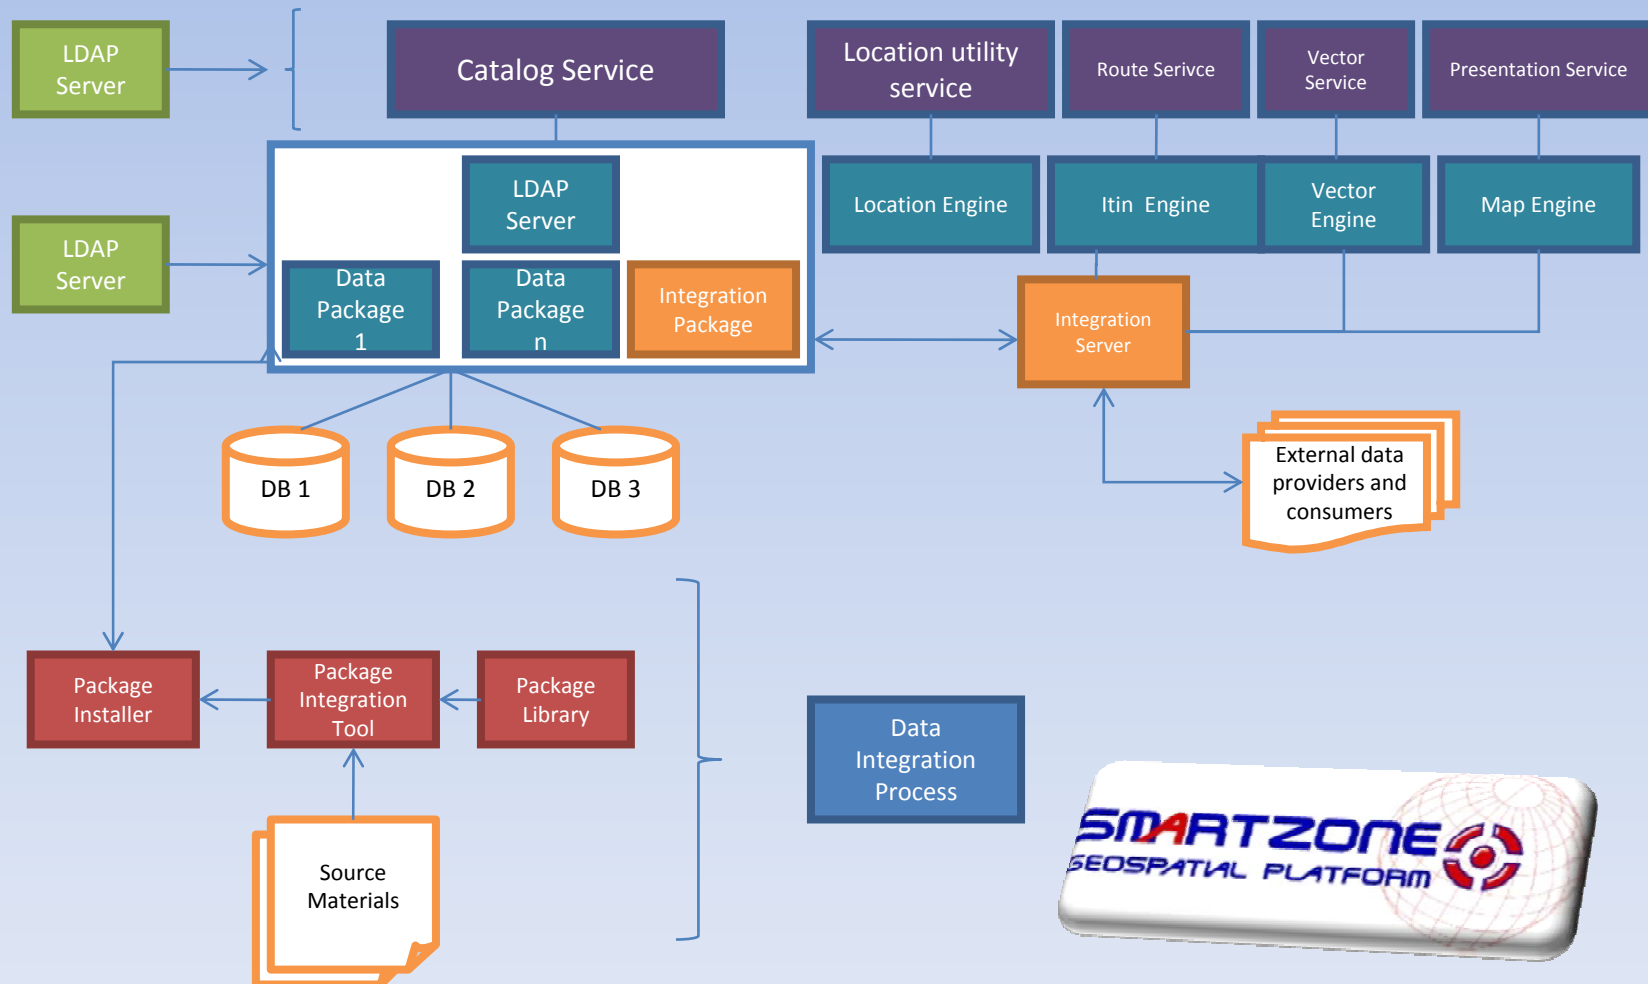 LDAP
Server
Catalog Service
Location utility
service
Route Serivce
Vector
Service
Presentation Service
LDAP
Server
Location Engine
Itin  Engine
Vector
Engine
Map Engine
LDAP
Server
Data
Package
1
Data
Package
n
Integration
Package
Integration
Server
DB 1
DB 2
DB 3
External data
providers and
consumers
Package
Installer
Package
Integration
Tool
Package
Library
Data
Integration
Process
Source
Materials
SMARTZONE
GEOSPATIAL PLATFORM